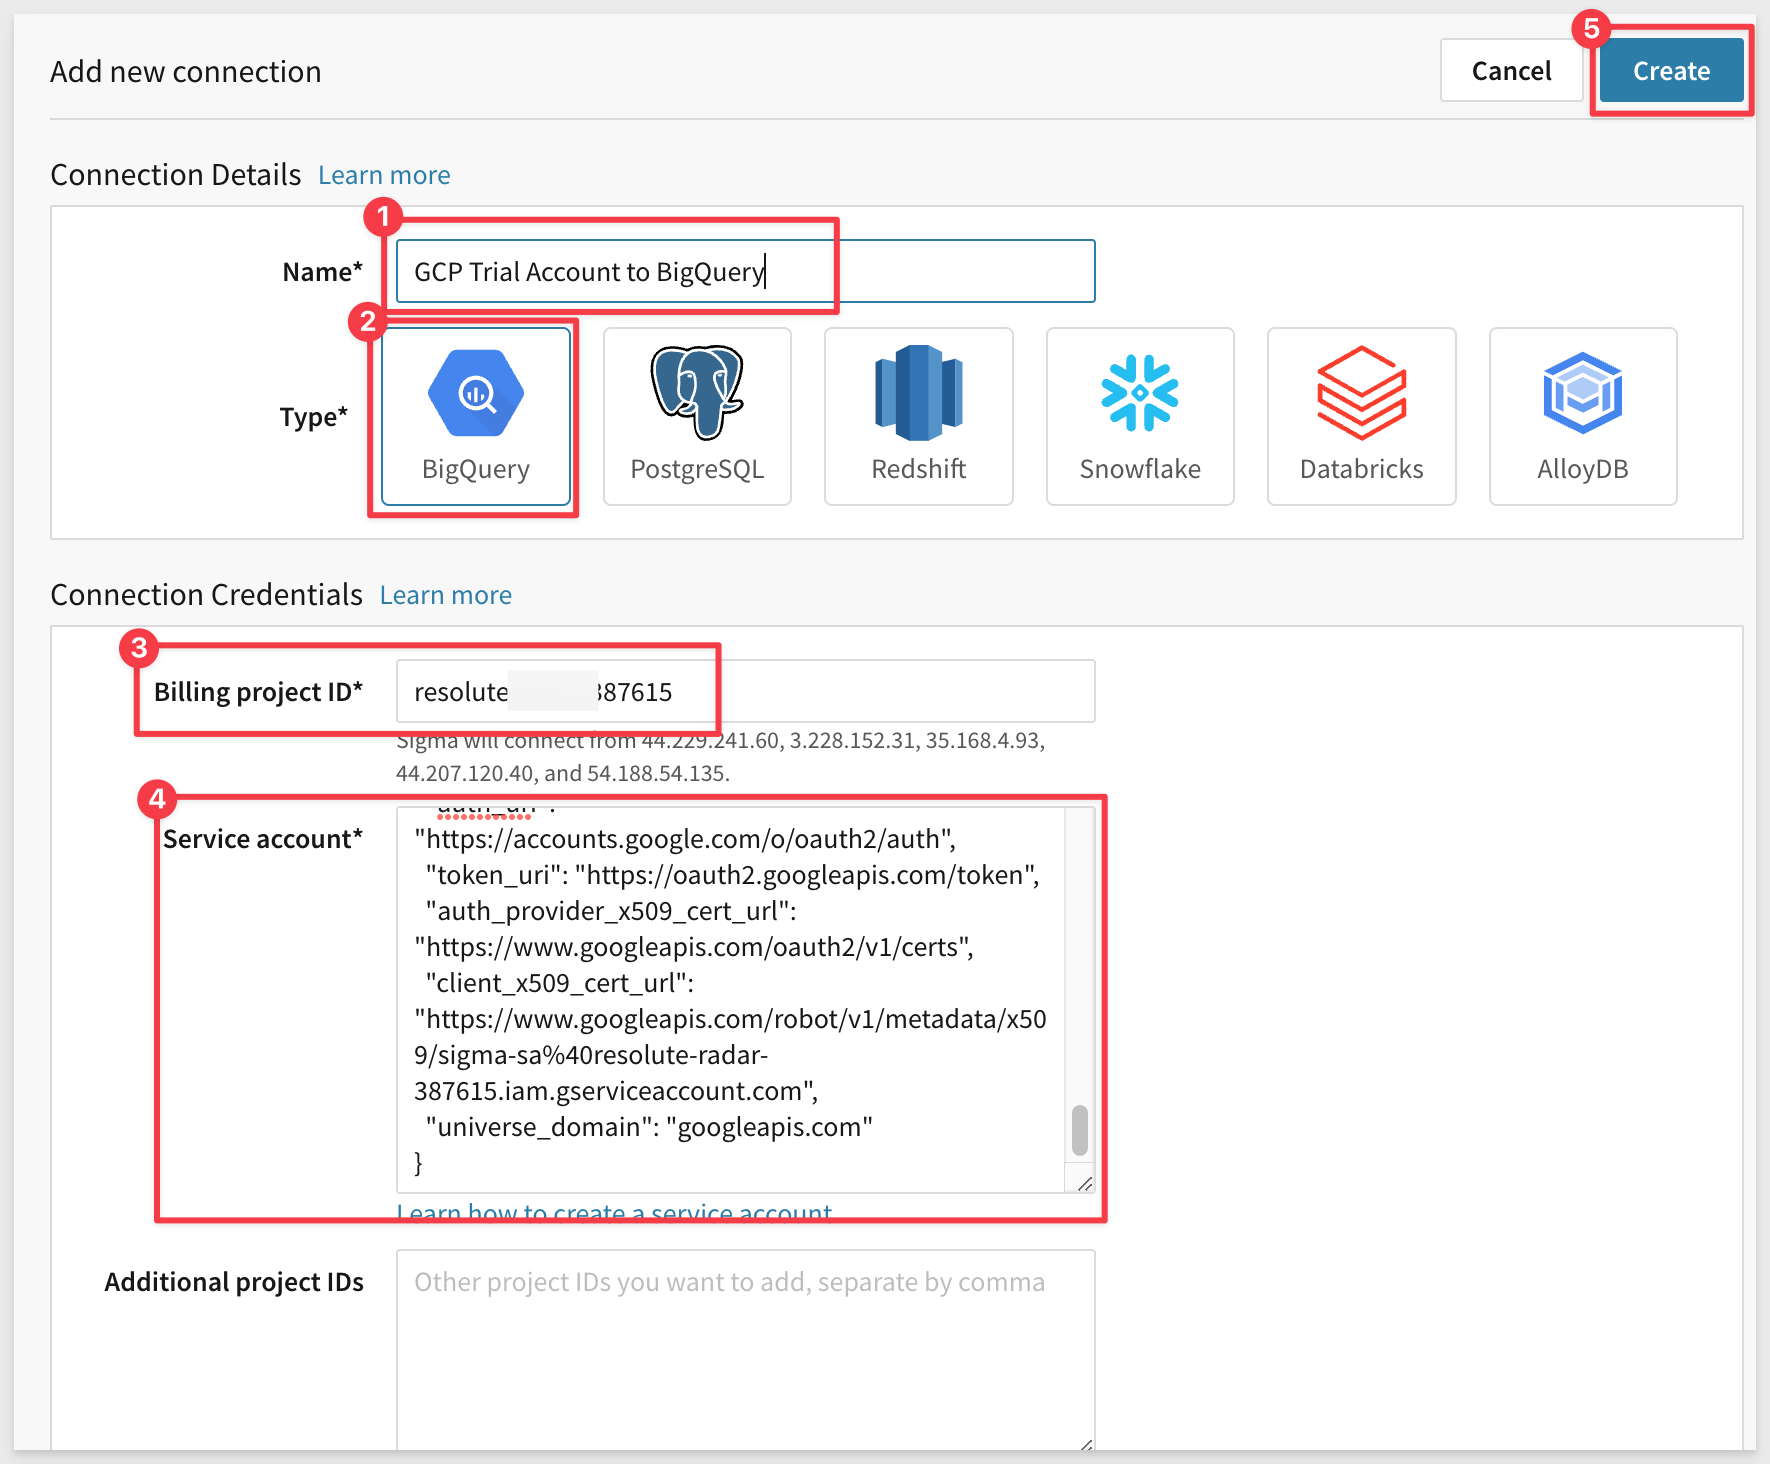 Add new connection
Cancel
5
Create
Connection Details Learn more
1
Name*
GCP Trial Account to BigQuery
2
Type*
BigQuery
PostgreSQL
Redshift
Snowflake
Databricks
AlloyDB
Connection Credentials Learn more
3
Billing project ID*
resolute 387615
Sigma will connect from 44.229.241.60, 3.228.152.31, 35.168.4.93,
44.207.120.40, and 54.188.54.135.
4
Service account*
"https://accounts.google.com/o/oauth2/auth",
"token_uri": "https://oauth2.googleapis.com/token",
"auth_provider_x509_cert_url":
"https://www.googleapis.com/oauth2/v1/certs",
"client_x509_cert_url":
"https://www.googleapis.com/robot/v1/metadata/x50
9/sigma-sa%40resolute-radar-
387615.iam.gserviceaccount.com",
"universe_domain": "googleapis.com"
}
Learn how to create a service account
Additional project IDs
Other project IDs you want to add, separate by comma